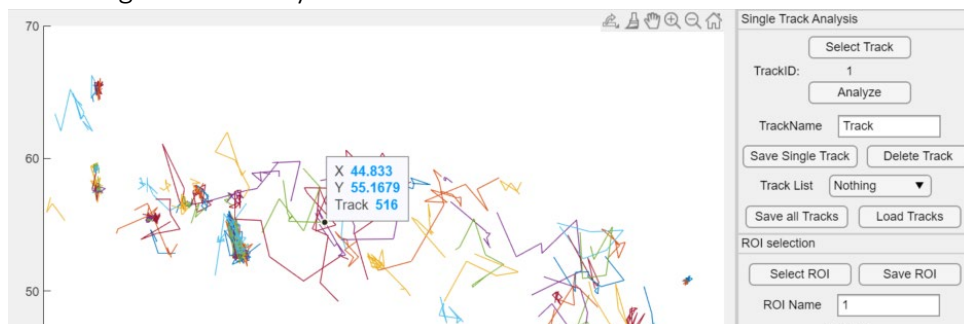 70
60
50
X 44.833
Y 55.1679
Track 516
Single Track Analysis
Select Track
TrackID: 1
Analyze
TrackName Track
Save Single Track Delete Track
Track List Nothing
Save all Tracks Load Tracks
ROI selection
Select ROI Save ROI
ROI Name 1